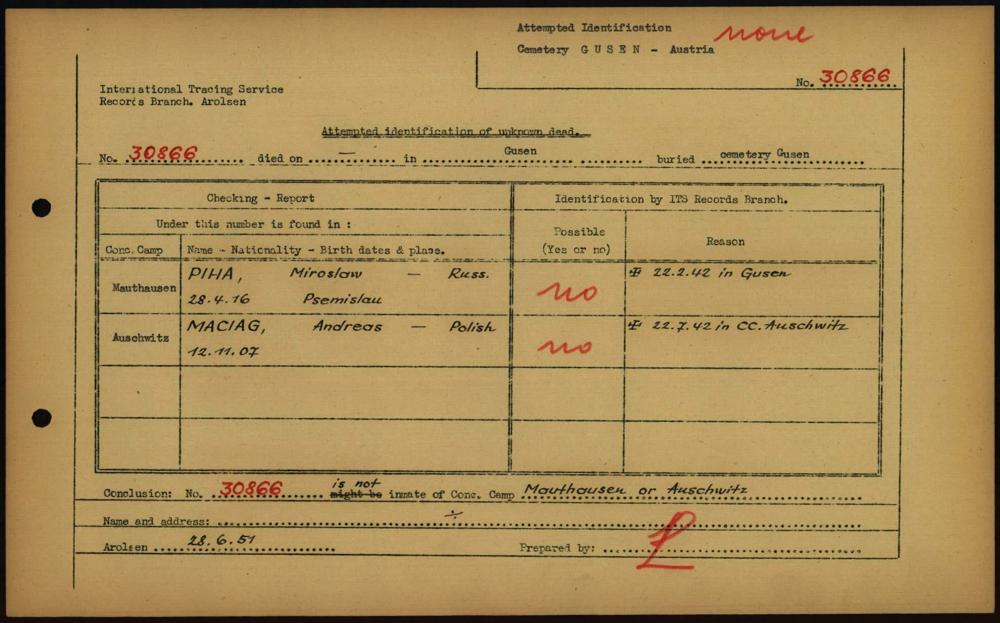 Attempted Identification none
Cemetery G U S E N - Austria
No. 30866
International Tracing Service
Records Branch. Arolsen
Attempted identification of unknown dead.
No. 30866 died on — in Gusen buried cemetery Gusen
Checking - Report
Identification by ITS Records Branch.
Under this number is found in :
Possible
(Yes or no)
Reason
Conc. Camp
Name - Nationality - Birth dates & place.
Mauthausen
PIHA, Miroslaw — Russ.
28.4.16 Psemislau
no
22.2.42 in Gusen
Auschwitz
MACIAG, Andreas — Polish
12.11.07
no
22.7.42 in CC. Auschwitz
is not
Conclusion: No. 30866 might be inmate of Conc. Camp Mauthausen or Auschwitz
Name and address: ÷
Arolsen 28.6.51 Prepared by: